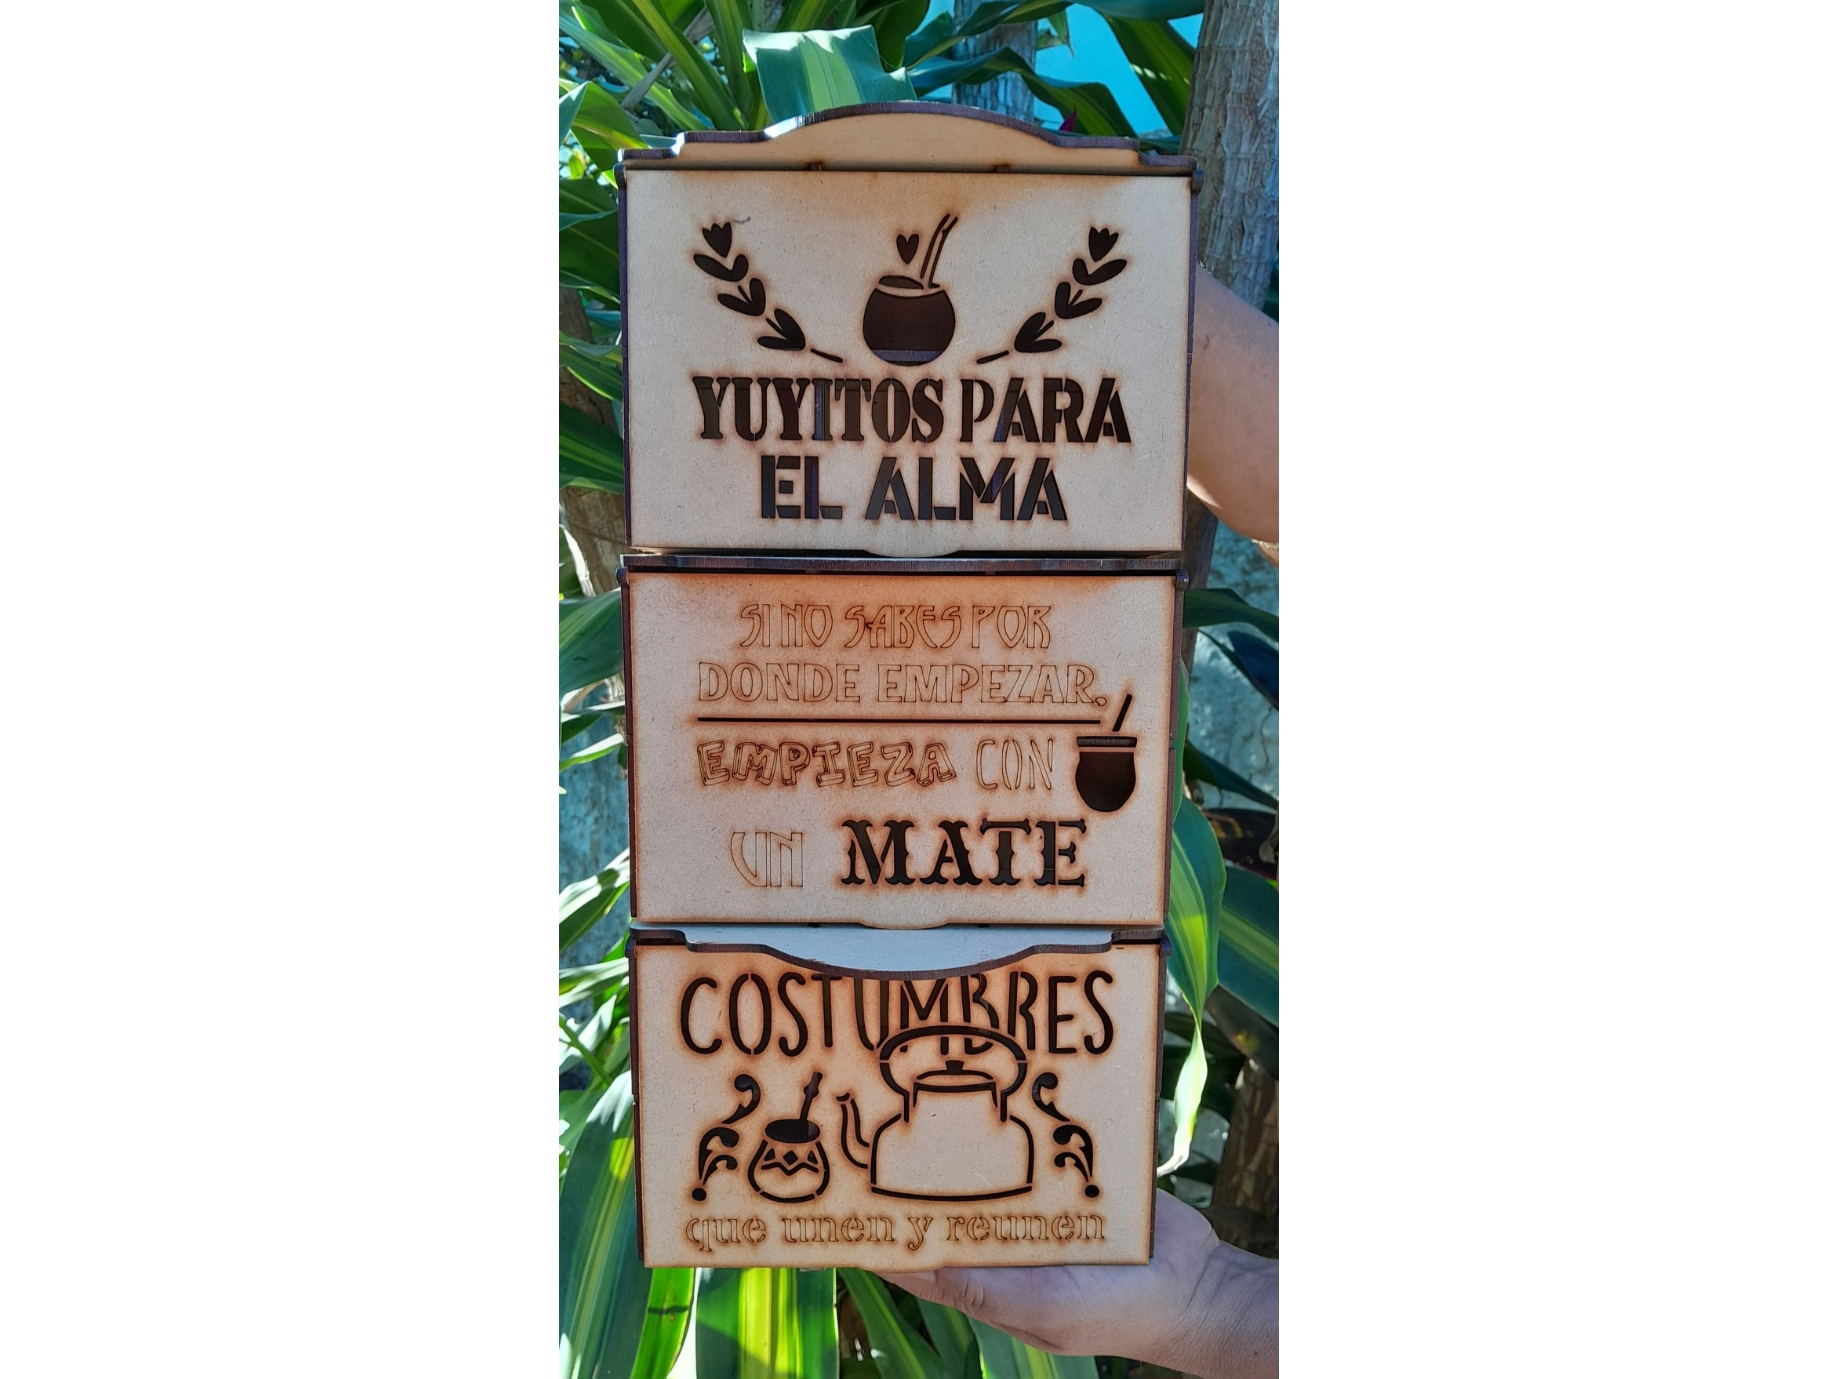 YUYITOS PARA
EL ALMA
SI NO SABES POR
DONDE EMPEZAR.
EMPIEZA CON
UN MATE
COSTUMBRES
que unen y reunen